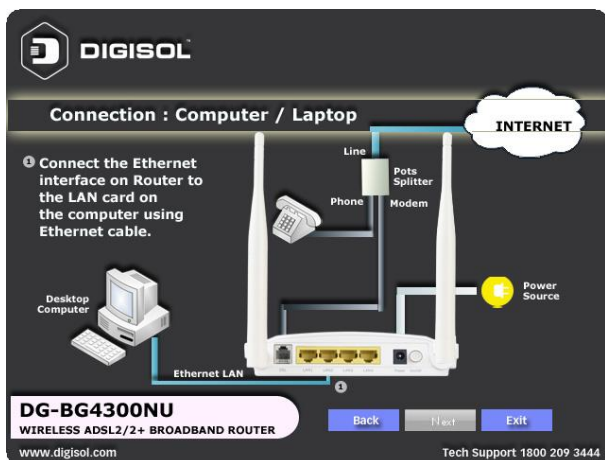 DIGISOL
Connection : Computer / Laptop
INTERNET
1 Connect the Ethernet
interface on Router to
the LAN card on
the computer using
Ethernet cable.
Line
Pots
Splitter
Phone
Modem
Power
Source
Desktop
Computer
Ethernet LAN
1
DG-BG4300NU
WIRELESS ADSL2/2+ BROADBAND ROUTER
Back
Next
Exit
www.digisol.com
Tech Support 1800 209 3444